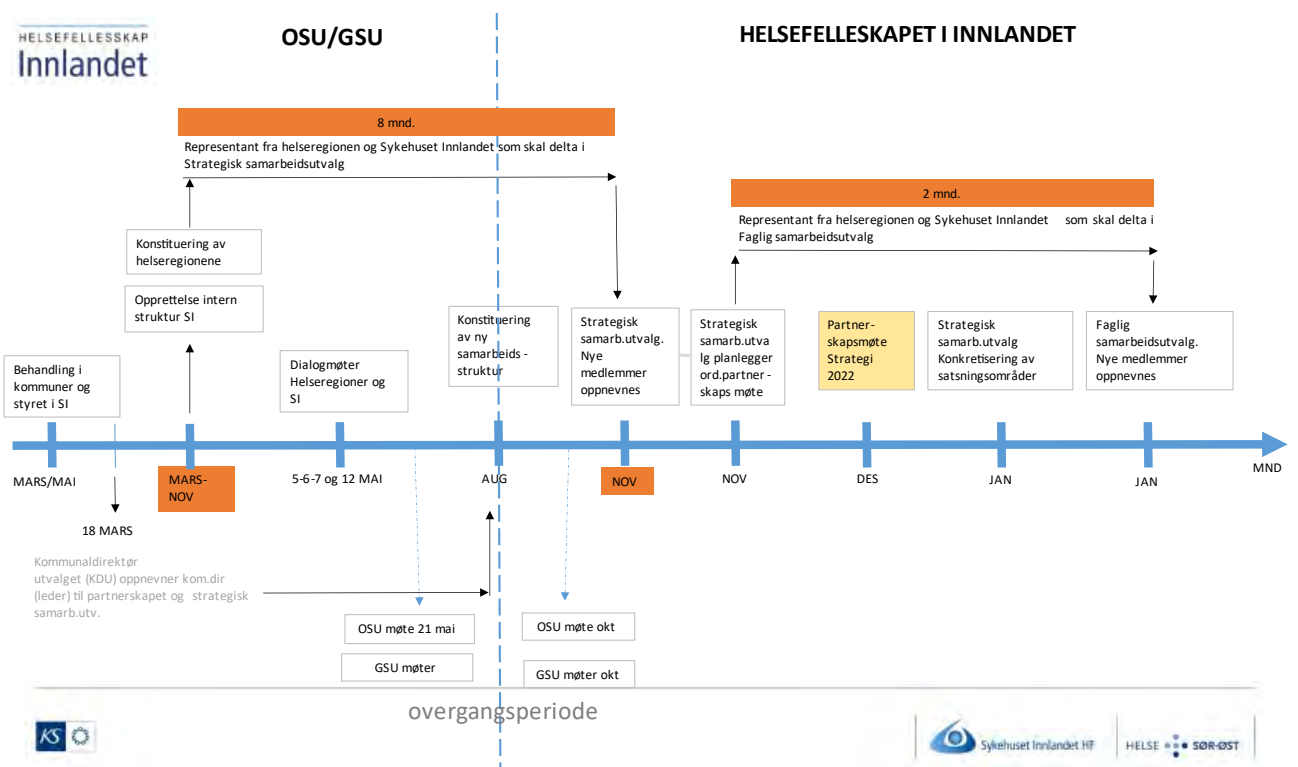 HELSEFELLESSKAP
Innlandet
OSU/GSU
HELSEFELLESKAPET I INNLANDET
8 mnd.
Representant fra helseregionen og Sykehuset Innlandet som skal delta i
Strategisk samarbeidsutvalg
2 mnd.
Representant fra helseregionen og Sykehuset Innlandet som skal delta i
Faglig samarbeidsutvalg
Konstituering av
helseregionene
Opprettelse intern
struktur SI
Behandling i
kommuner og
styret i SI
Dialogmøter
Helseregioner og
SI
Konstituering
av ny
samarbeids -
struktur
Strategisk
samarb.utvalg.
Nye
medlemmer
oppnevnes
Strategisk
samarb.utva
lg planlegger
ord.partner -
skaps møte
Partner-
skapsmøte
Strategi
2022
Strategisk
samarb.utvalg
Konkretisering av
satsningsområder
Faglig
samarbeidsutvalg.
Nye medlemmer
oppnevnes
MARS/MAI
MARS-
NOV
5-6-7 og 12 MAI
AUG
NOV
NOV
DES
JAN
JAN
MND
18 MARS
Kommunaldirektør
utvalget (KDU) oppnevner kom.dir
(leder) til partnerskapet og strategisk
samarb.utv.
OSU møte 21 mai
GSU møter
OSU møte okt
GSU møter okt
overgangsperiode
KS
Sykehuset Innlandet HF
HELSE SØR-ØST